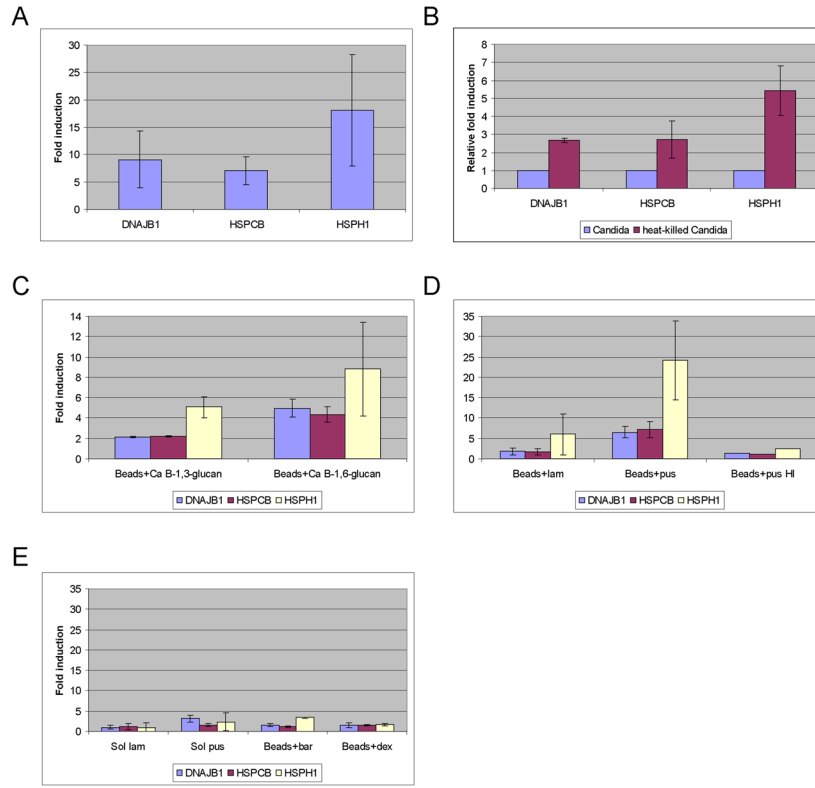 A
30
25
20
15
10
5
0
Fold induction
DNAJB1 HSPCB HSPH1
B
8
7
6
5
4
3
2
1
0
Relative fold induction
DNAJB1 HSPCB HSPH1
Candida heat-killed Candida
C
14
12
10
8
6
4
2
0
Fold induction
Beads+Ca B-1,3-glucan Beads+Ca B-1,6-glucan
DNAJB1 HSPCB HSPH1
D
35
30
25
20
15
10
5
0
Fold induction
Beads+lam Beads+pus Beads+pus HI
DNAJB1 HSPCB HSPH1
E
35
30
25
20
15
10
5
0
Fold induction
Sol lam Sol pus Beads+bar Beads+dex
DNAJB1 HSPCB HSPH1